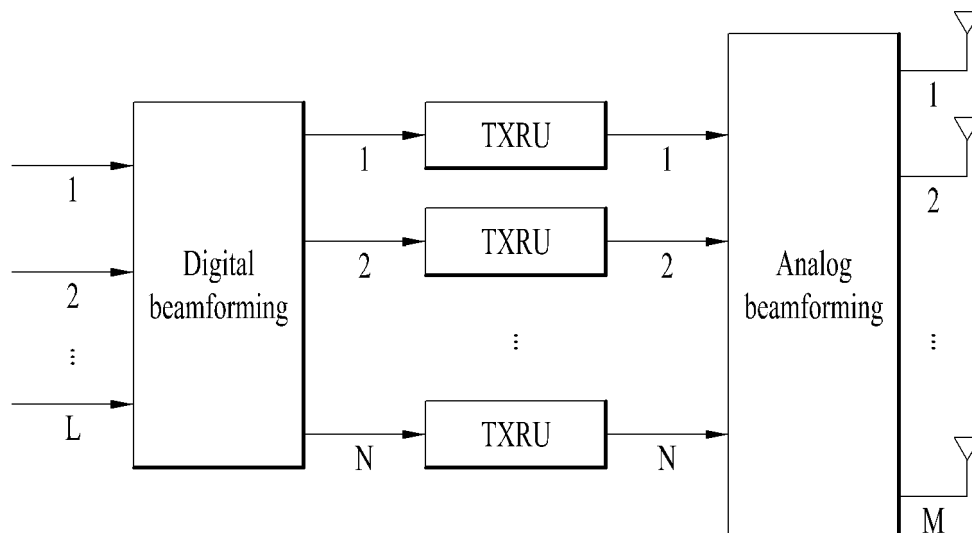 1
2
⋮
L
Digital
beamforming
1
2
N
TXRU
TXRU
⋮
TXRU
1
2
N
Analog
beamforming
1
2
⋮
M